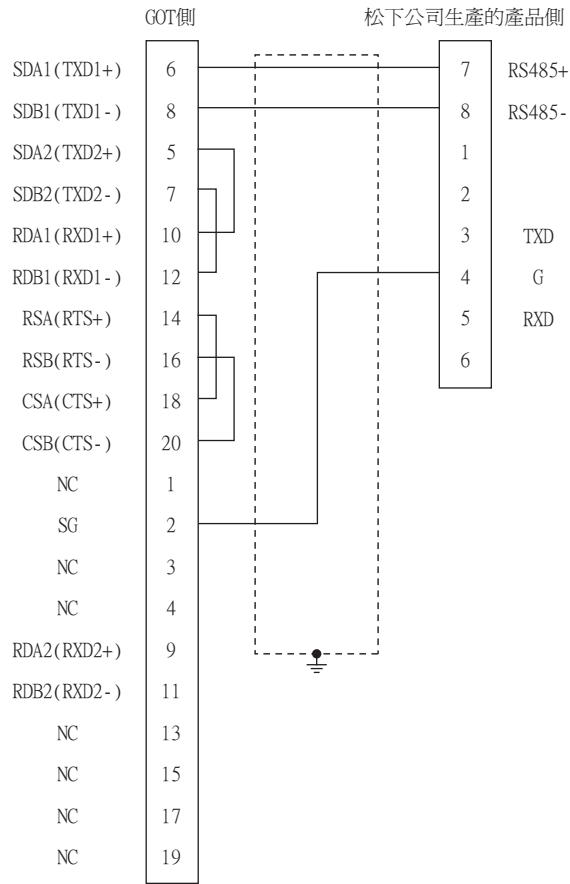 GOT側 松下公司生產的產品側
SDA1(TXD1+) 6 7 RS485+
SDB1(TXD1-) 8 8 RS485-
SDA2(TXD2+) 5 1
SDB2(TXD2-) 7 2
RDA1(RXD1+) 10 3 TXD
RDB1(RXD1-) 12 4 G
RSA(RTS+) 14 5 RXD
RSB(RTS-) 16 6
CSA(CTS+) 18
CSB(CTS-) 20
NC 1
SG 2
NC 3
NC 4
RDA2(RXD2+) 9
RDB2(RXD2-) 11
NC 13
NC 15
NC 17
NC 19